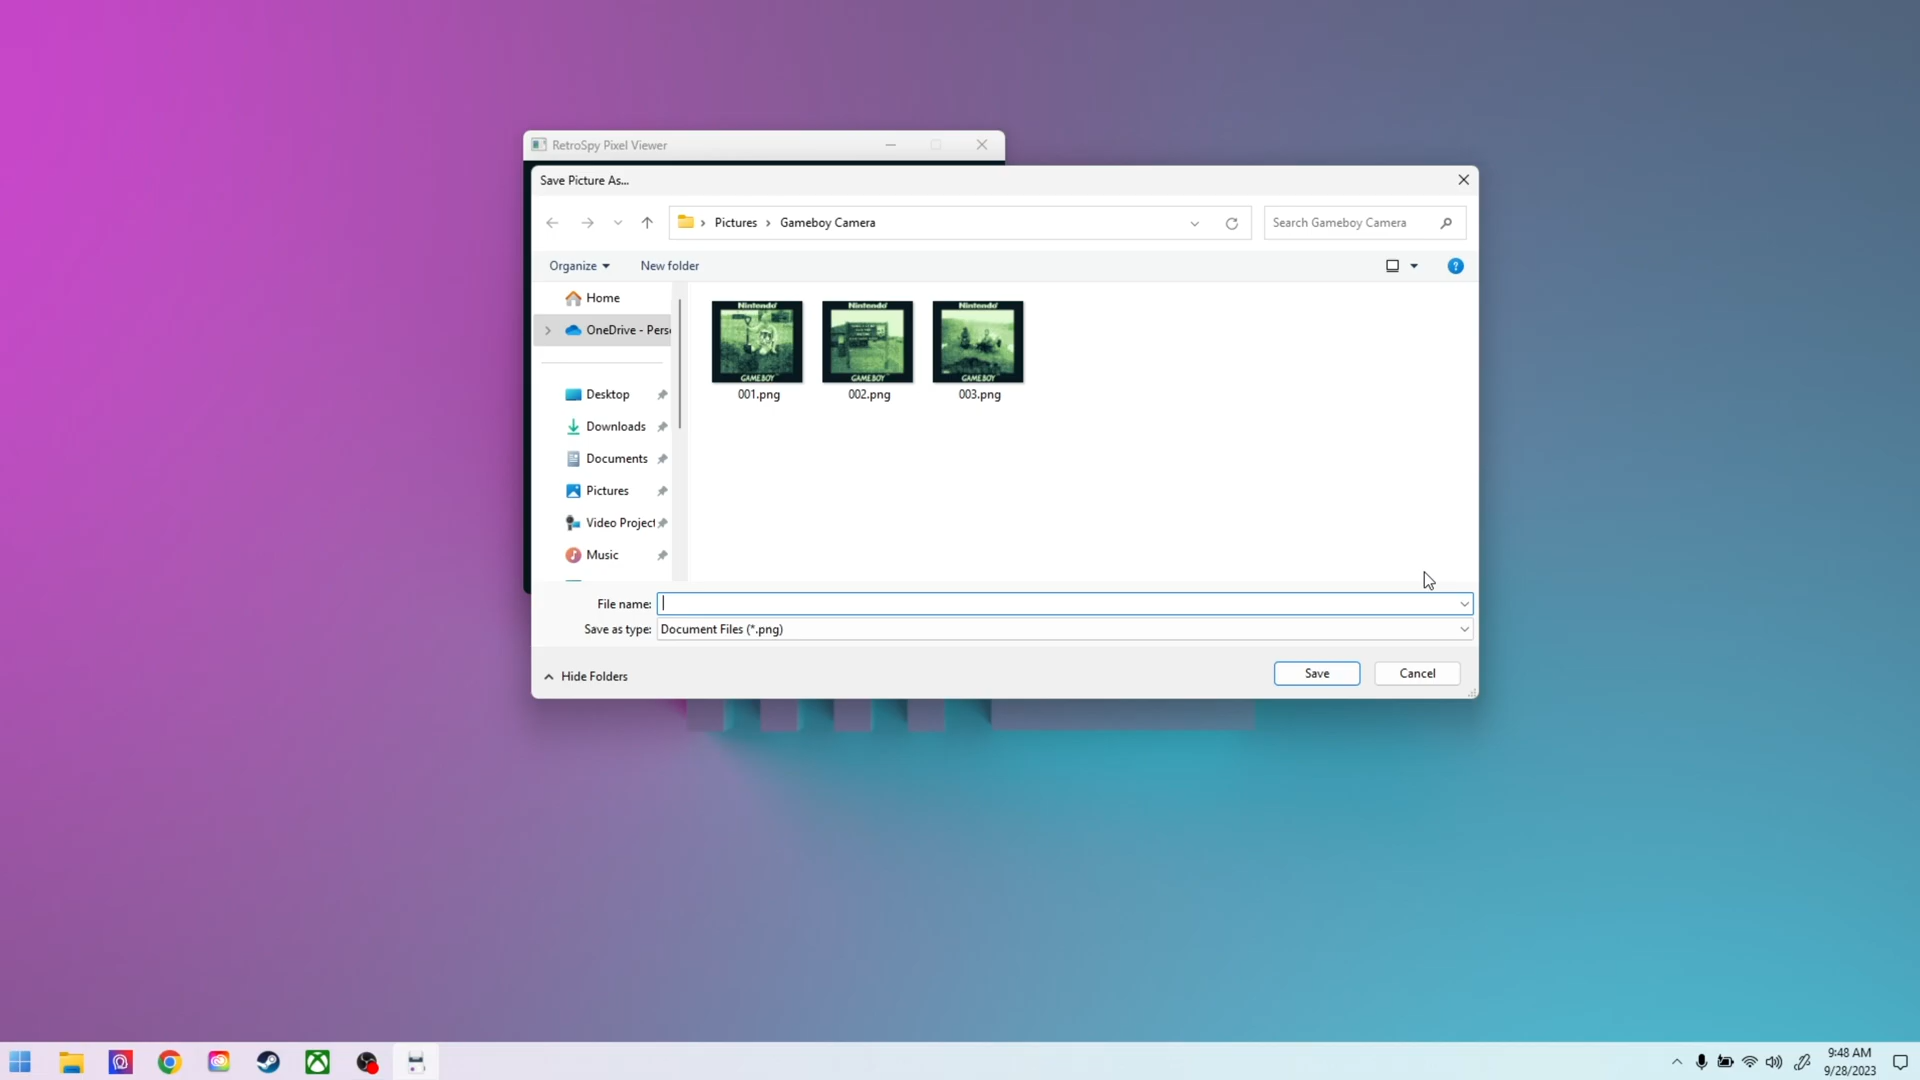 RetroSpy Pixel Viewer
Save Picture As...
Pictures
Gameboy Camera
Search Gameboy Camera
Organize
New folder
?
Home
OneDrive - Pers
Desktop
Downloads
Documents
Pictures
Video Project
Music
Nintendo
GAME BOY
001.png
Nintendo
GAME BOY
002.png
Nintendo
GAME BOY
003.png
File name:
Save as type: Document Files (*.png)
Hide Folders
Save
Cancel
9:48 AM
9/28/2023